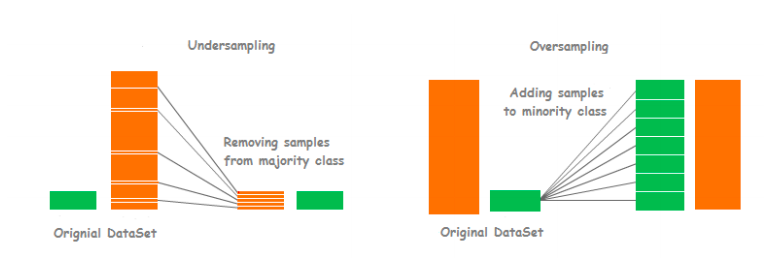 Undersampling
Removing samples
from majority class
Orignial DataSet
Oversampling
Adding samples
to minority class
Original DataSet